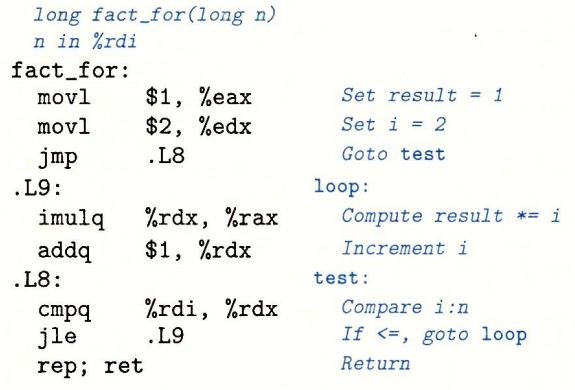 long fact_for(long n)
n in %rdi
fact_for:
movl $1, %eax Set result = 1
movl $2, %edx Set i = 2
jmp .L8 Goto test
.L9: loop:
imulq %rdx, %rax Compute result *= i
addq $1, %rdx Increment i
.L8: test:
cmpq %rdi, %rdx Compare i:n
jle .L9 If <=, goto loop
rep; ret Return